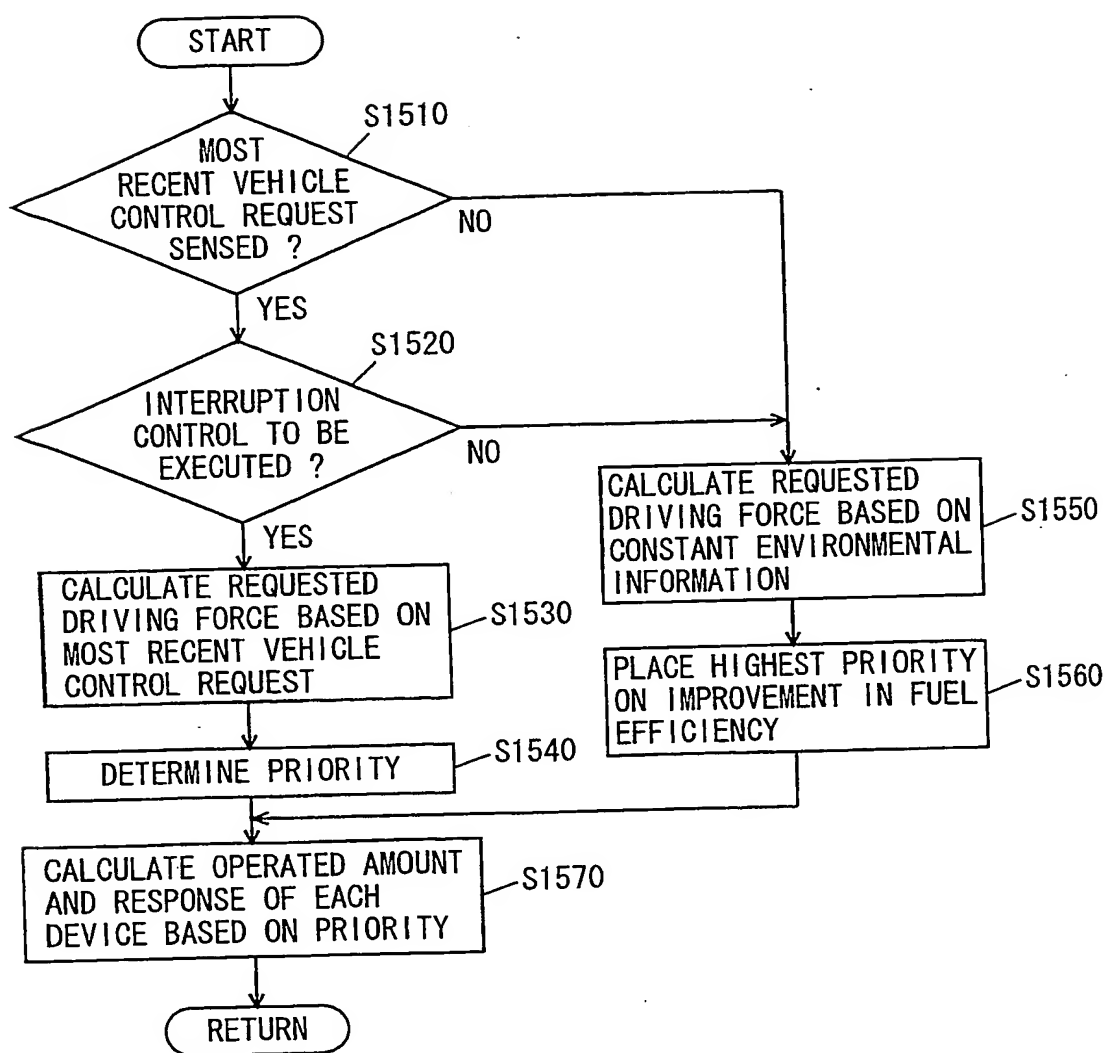 START
S1510
MOST
RECENT VEHICLE
CONTROL REQUEST
SENSED ?
NO
YES
S1520
INTERRUPTION
CONTROL TO BE
EXECUTED ?
NO
YES
CALCULATE REQUESTED
DRIVING FORCE BASED ON
MOST RECENT VEHICLE
CONTROL REQUEST
S1530
DETERMINE PRIORITY
S1540
CALCULATE REQUESTED
DRIVING FORCE BASED ON
CONSTANT ENVIRONMENTAL
INFORMATION
S1550
PLACE HIGHEST PRIORITY
ON IMPROVEMENT IN FUEL
EFFICIENCY
S1560
CALCULATE OPERATED AMOUNT
AND RESPONSE OF EACH
DEVICE BASED ON PRIORITY
S1570
RETURN